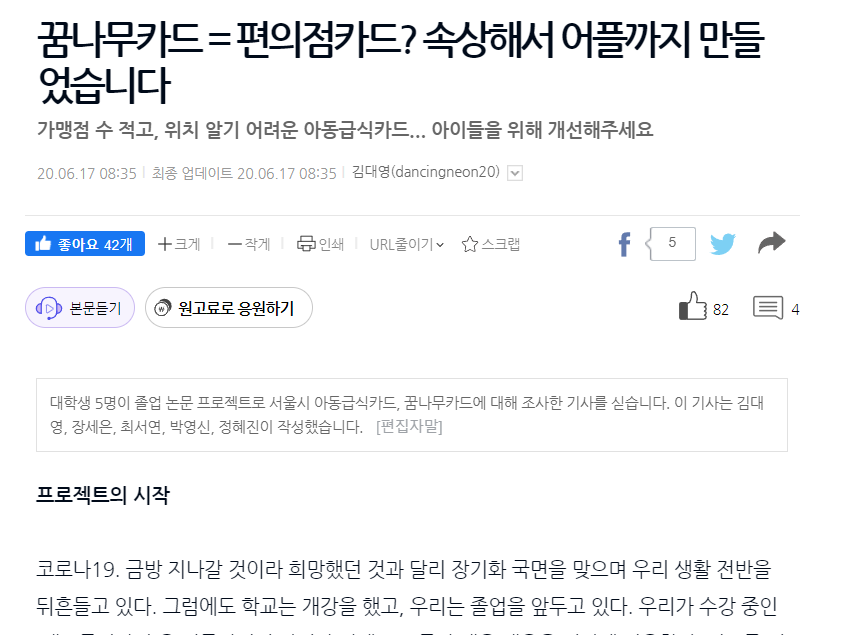 꿈나무카드 = 편의점카드? 속상해서 어플까지 만들
었습니다
가맹점 수 적고, 위치 알기 어려운 아동급식카드... 아이들을 위해 개선해주세요
20.06.17 08:35 최종 업데이트 20.06.17 08:35 김대영(dancingneon20)
좋아요 42개 크게 작게 인쇄 URL줄이기 스크랩 5
본문듣기 원고료로 응원하기 82 4
대학생 5명이 졸업 논문 프로젝트로 서울시 아동급식카드, 꿈나무카드에 대해 조사한 기사를 싣습니다. 이 기사는 김대
영, 장세은, 최서연, 박영신, 정혜진이 작성했습니다. [편집자말]
프로젝트의 시작
코로나19. 금방 지나갈 것이라 희망했던 것과 달리 장기화 국면을 맞으며 우리 생활 전반을
뒤흔들고 있다. 그럼에도 학교는 개강을 했고, 우리는 졸업을 앞두고 있다. 우리가 수강 중인